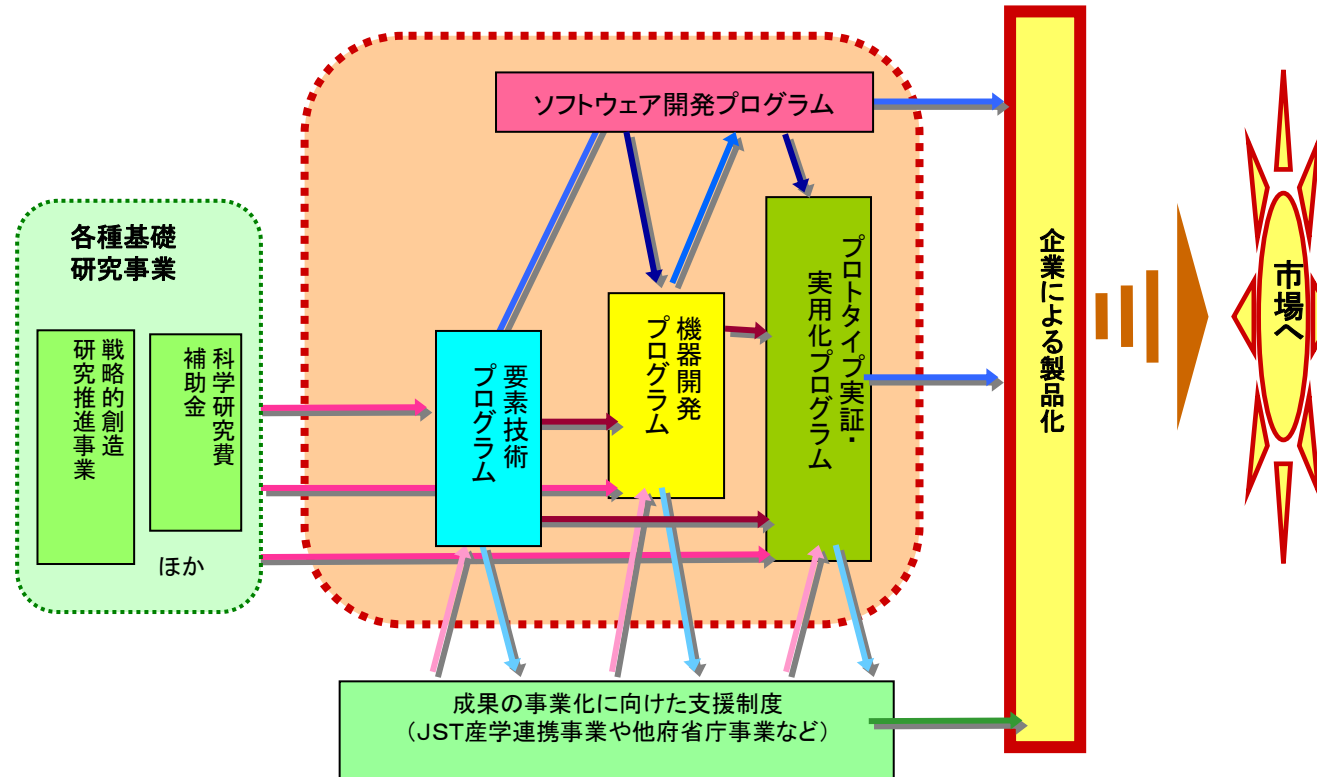 ソフトウェア開発プログラム
各種基礎
研究事業
戦略的創造
研究推進事業
科学研究費
補助金
ほか
要素技術
プログラム
機器開発
プログラム
プロトタイプ実証・
実用化プログラム
企業による製品化
市場へ
成果の事業化に向けた支援制度
（JST産学連携事業や他府省庁事業など）